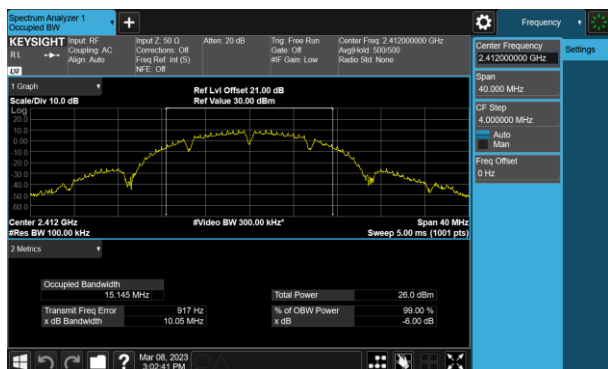 Spectrum Analyzer 1
Occupied BW
+
Frequency
KEYSIGHT Input: RF
R L Coupling: AC
Align: Auto
LXI
Input Z: 50 Ω
Corrections: Off
Freq Ref: Int (S)
NFE: Off
Atten: 20 dB
Trig: Free Run
Gate: Off
#IF Gain: Low
Center Freq: 2.412000000 GHz
Avg|Hold: 500/500
Radio Std: None
Center Frequency
2.412000000 GHz
Settings
Span
40.000 MHz
CF Step
4.000000 MHz
Auto
Man
Freq Offset
0 Hz
1 Graph
Scale/Div 10.0 dB
Ref Lvl Offset 21.00 dB
Ref Value 30.00 dBm
Log
20.0
10.0
0.00
-10.0
-20.0
-30.0
-40.0
-50.0
-60.0
Center 2.412 GHz
#Res BW 100.00 kHz
#Video BW 300.00 kHz*
Span 40 MHz
Sweep 5.00 ms (1001 pts)
2 Metrics
Occupied Bandwidth
15.145 MHz
Total Power 26.0 dBm
Transmit Freq Error 917 Hz
x dB Bandwidth 10.05 MHz
% of OBW Power 99.00 %
x dB -6.00 dB
?
Mar 08, 2023
3:02:41 PM